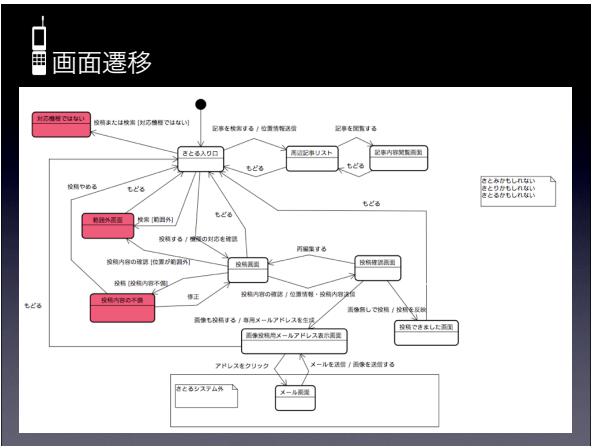 画面遷移
対応機種ではない
投稿または検索 [対応機種ではない]
記事を検索する / 位置情報送信
記事を閲覧する
さとる入り口
周辺記事リスト
記事内容閲覧画面
もどる
もどる
さとみかもしれない
さとりかもしれない
さとるかもしれない
投稿やめる
もどる
もどる
もどる
範囲外画面
検索 [範囲外]
投稿する / 機種の対応を確認
再編集する
投稿内容の確認 [位置が範囲外]
投稿画面
投稿確認画面
投稿 [投稿内容不備]
投稿内容の不備
修正
投稿内容の確認 / 位置情報・投稿内容送信
もどる
画像無しで投稿 / 投稿を反映
画像も投稿する / 専用メールアドレスを生成
投稿できました画面
画像投稿用メールアドレス表示画面
アドレスをクリック
メールを送信 / 画像を送信する
さとるシステム外
メール画面